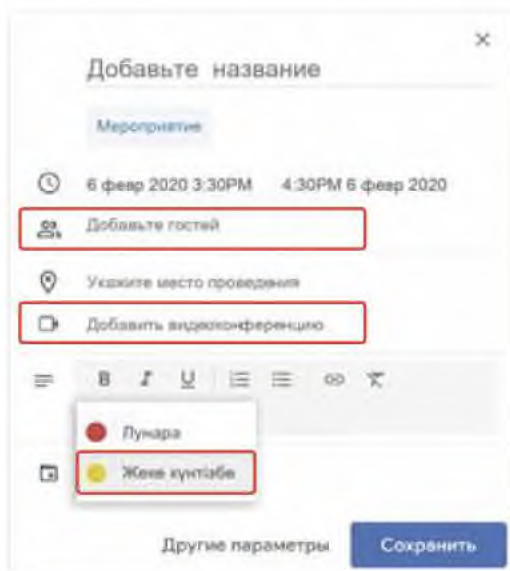 Добавьте название
Мероприятие
6 февр 2020 3:30PM 4:30PM 6 февр 2020
Добавьте гостей
Укажите место проведения
Добавить видеоконференцию
B I U
Лунара
Жеке күнтізбе
Другие параметры Сохранить